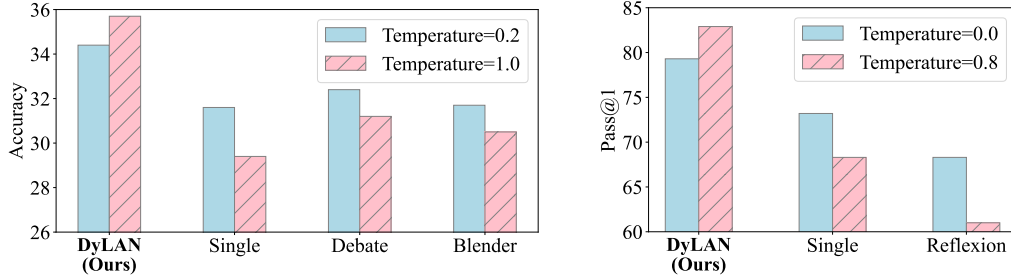 36
34
32
30
28
26
Accuracy
Temperature=0.2
Temperature=1.0
DyLAN
(Ours)
Single
Debate
Blender
85
80
75
70
65
60
Pass@1
Temperature=0.0
Temperature=0.8
DyLAN
(Ours)
Single
Reflexion